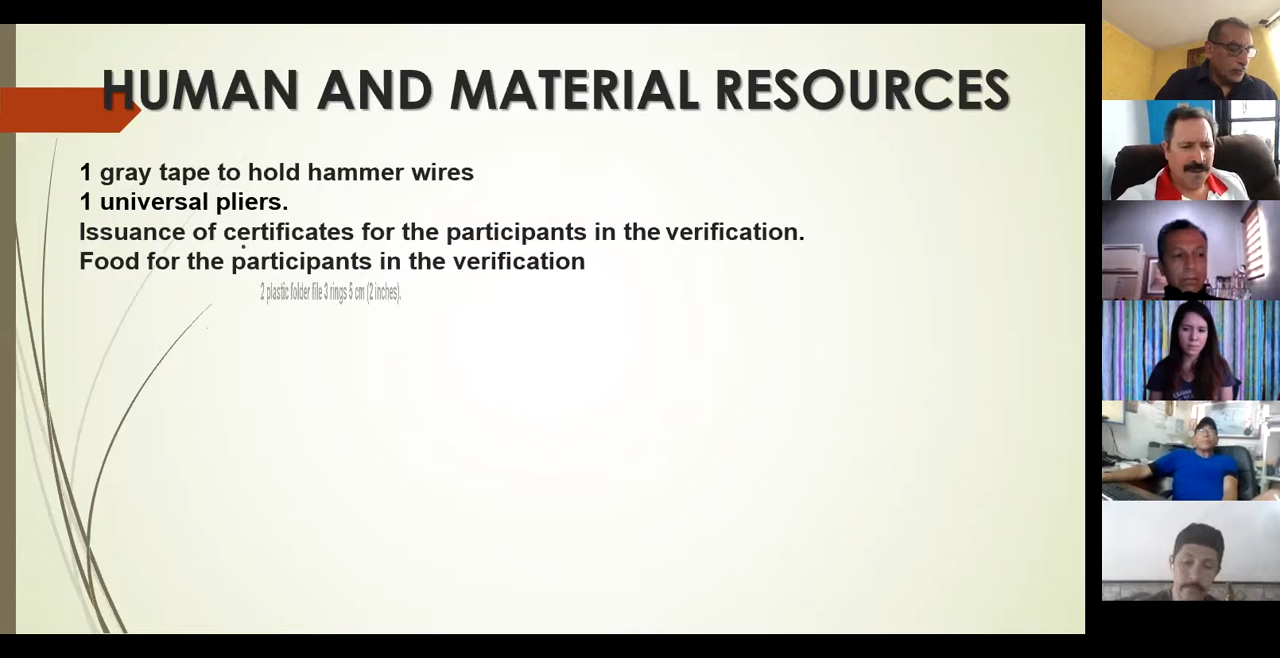 HUMAN AND MATERIAL RESOURCES
1 gray tape to hold hammer wires
1 universal pliers.
Issuance of certificates for the participants in the verification.
Food for the participants in the verification
2 plastic folder file 3 rings 5 cm (2 inches).